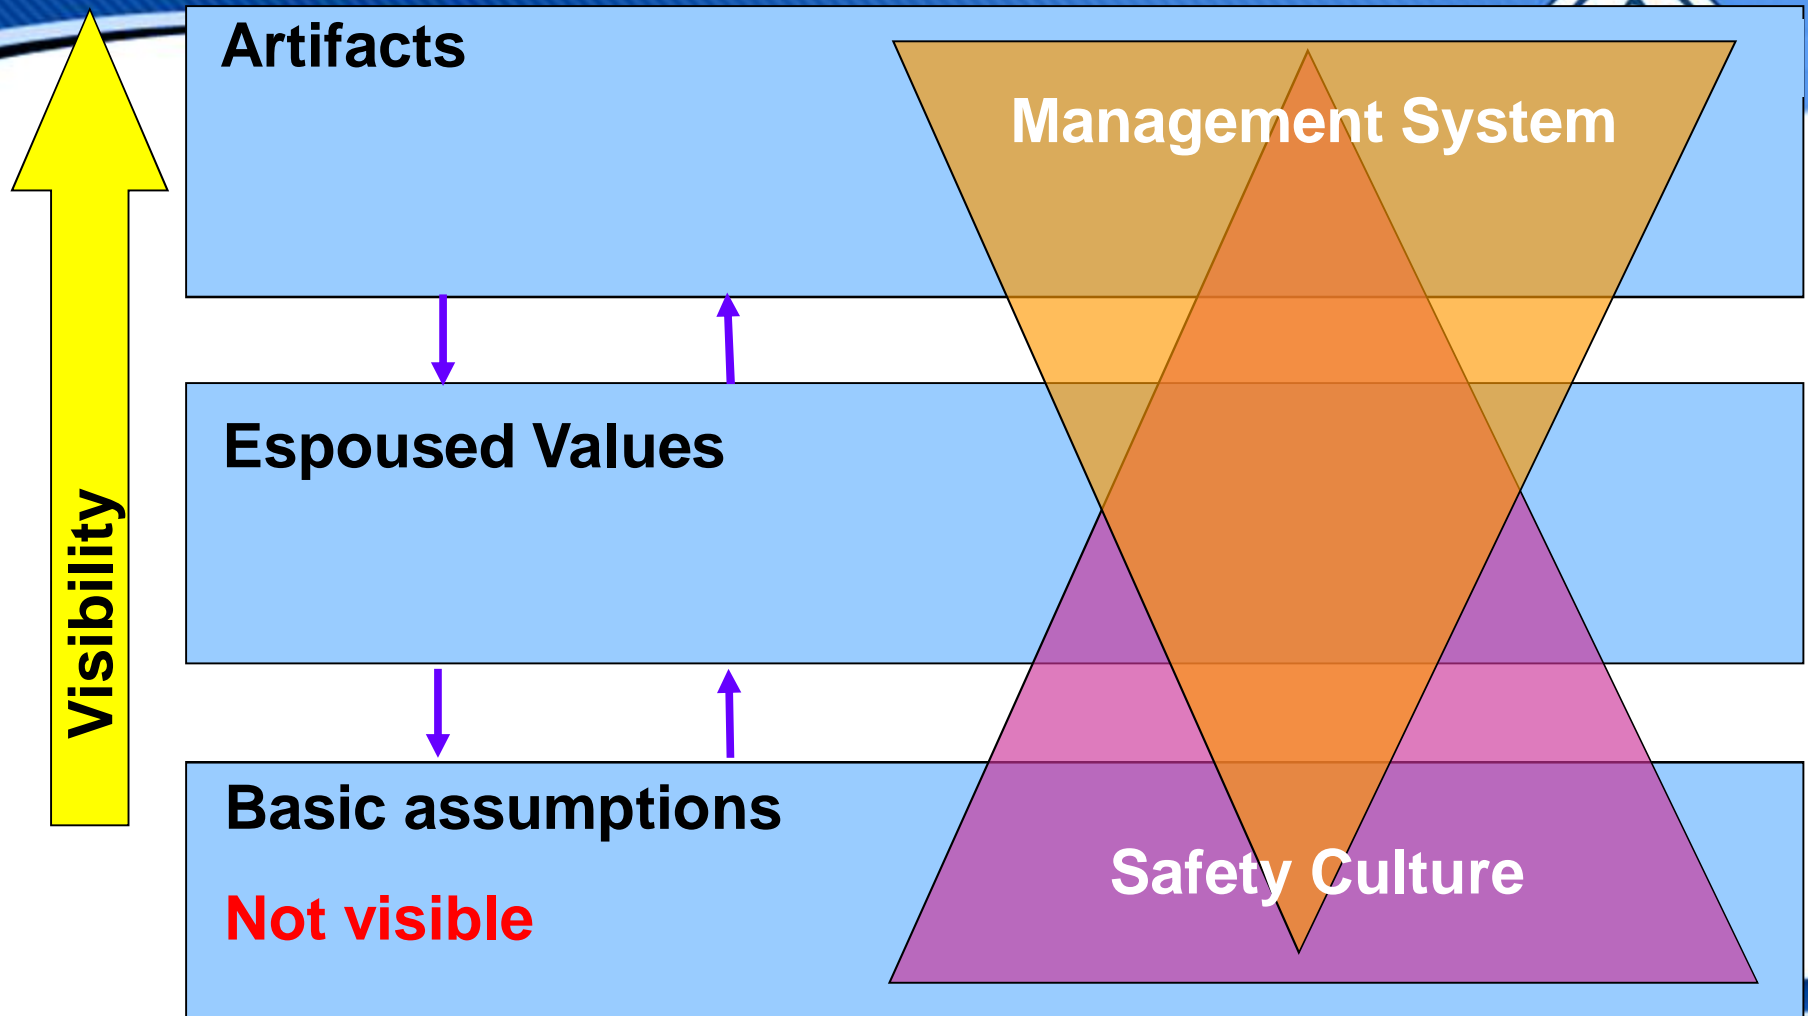 Artifacts
Management System
Espoused Values
Visibility
Basic assumptions
Safety Culture
Not visible